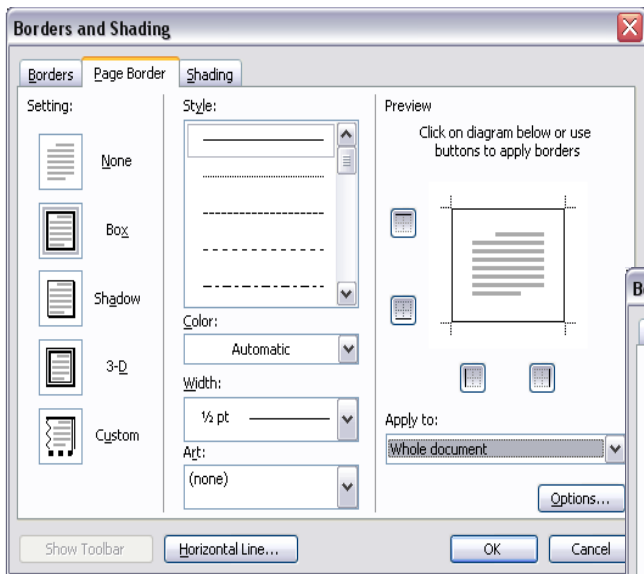 Borders and Shading
Borders
Page Border
Shading
Setting:
None
Box
Shadow
3-D
Custom
Style:
Color:
Automatic
Width:
½ pt
Art:
(none)
Preview
Click on diagram below or use
buttons to apply borders
Apply to:
Whole document
Options...
Show Toolbar
Horizontal Line...
OK
Cancel